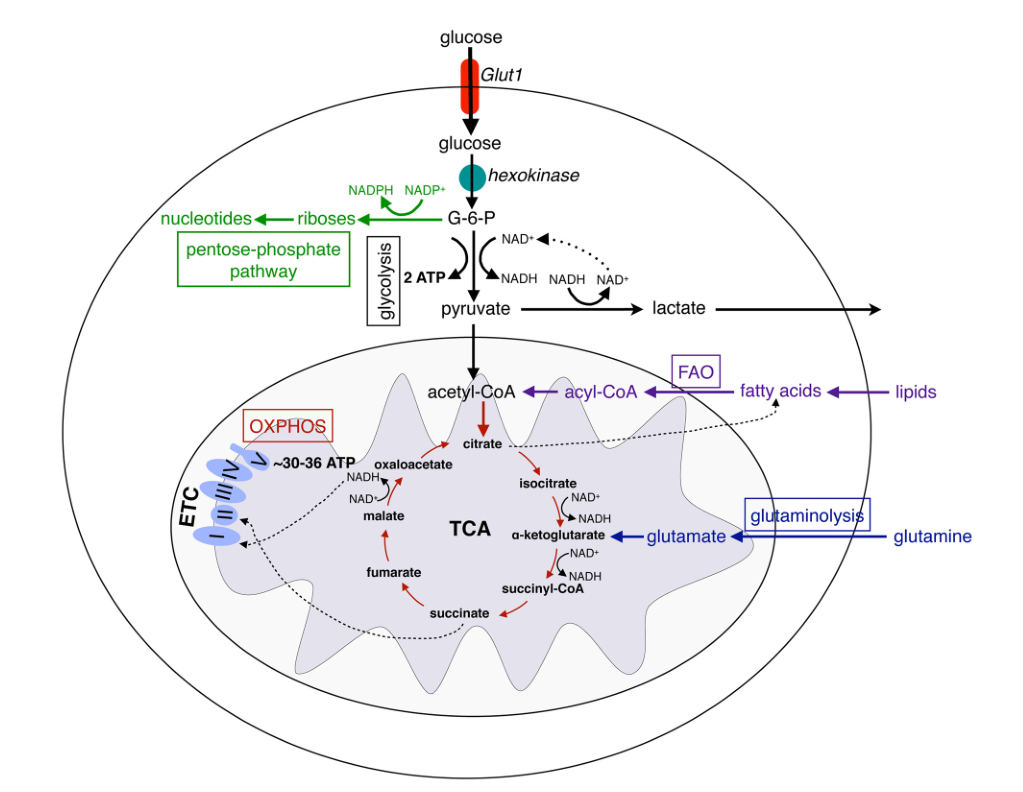 glucose
Glut1
glucose
hexokinase
NADPH NADP+
nucleotides riboses G-6-P
pentose-phosphate
pathway
glycolysis
NAD+
2 ATP NADH NADH NAD+
pyruvate lactate
FAO
acetyl-CoA acyl-CoA fatty acids lipids
OXPHOS
citrate
V
IV
III
II
I
ETC
~30-36 ATP oxaloacetate
NADH
NAD+
isocitrate
NAD+
NADH
malate
TCA
glutaminolysis
α-ketoglutarate glutamate glutamine
NAD+
NADH
fumarate
succinyl-CoA
succinate